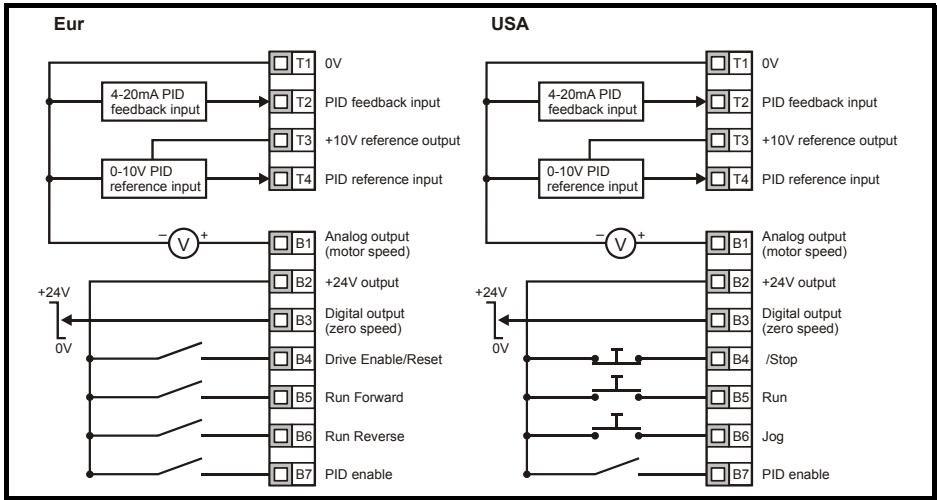 Eur
T1 0V
4-20mA PID
feedback input
T2 PID feedback input
T3 +10V reference output
0-10V PID
reference input
T4 PID reference input
− V +
B1 Analog output
(motor speed)
B2 +24V output
+24V
0V
B3 Digital output
(zero speed)
B4 Drive Enable/Reset
B5 Run Forward
B6 Run Reverse
B7 PID enable
USA
T1 0V
4-20mA PID
feedback input
T2 PID feedback input
T3 +10V reference output
0-10V PID
reference input
T4 PID reference input
− V +
B1 Analog output
(motor speed)
B2 +24V output
+24V
0V
B3 Digital output
(zero speed)
B4 /Stop
B5 Run
B6 Jog
B7 PID enable